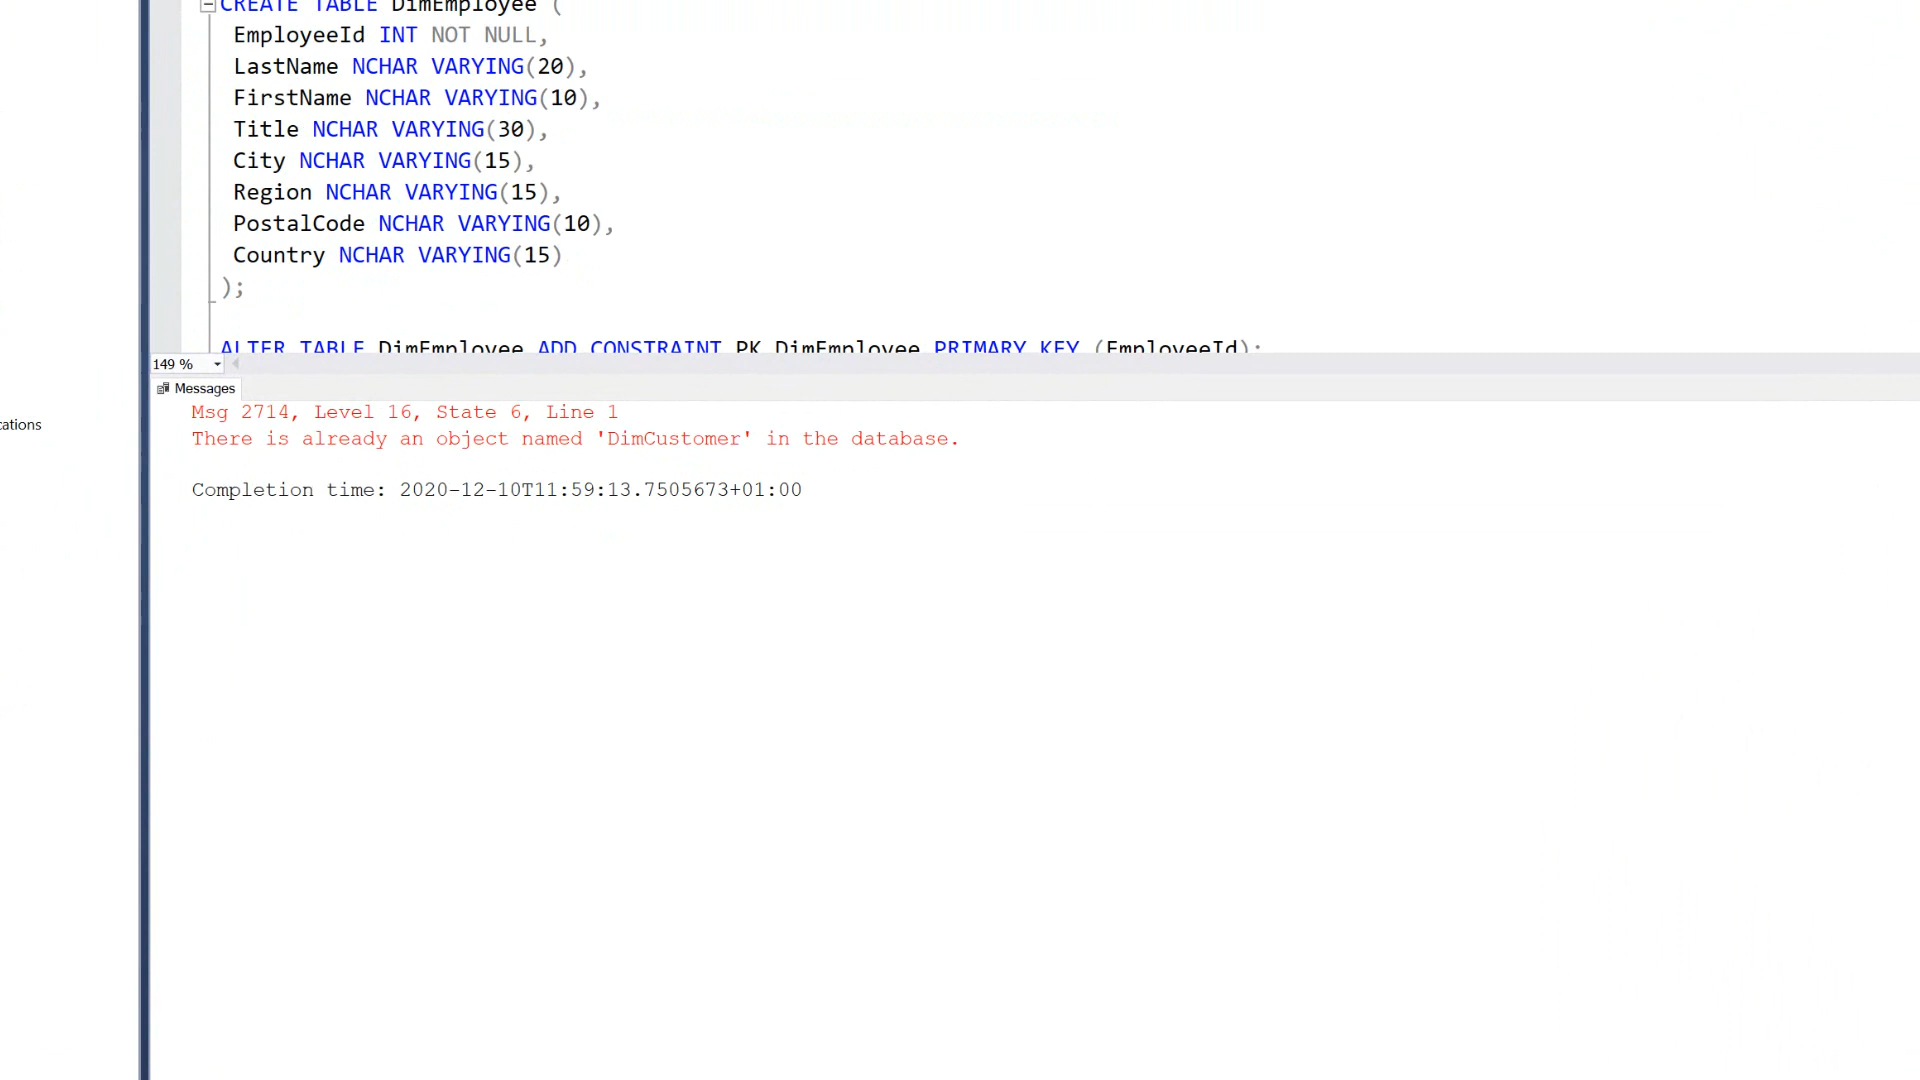 CREATE TABLE DimEmployee (
EmployeeId INT NOT NULL,
LastName NCHAR VARYING(20),
FirstName NCHAR VARYING(10),
Title NCHAR VARYING(30),
City NCHAR VARYING(15),
Region NCHAR VARYING(15),
PostalCode NCHAR VARYING(10),
Country NCHAR VARYING(15)
);
ALTER TABLE DimEmployee ADD CONSTRAINT PK_DimEmployee PRIMARY KEY (EmployeeId);
149 %
Messages
Msg 2714, Level 16, State 6, Line 1
cations
There is already an object named 'DimCustomer' in the database.
Completion time: 2020-12-10T11:59:13.7505673+01:00